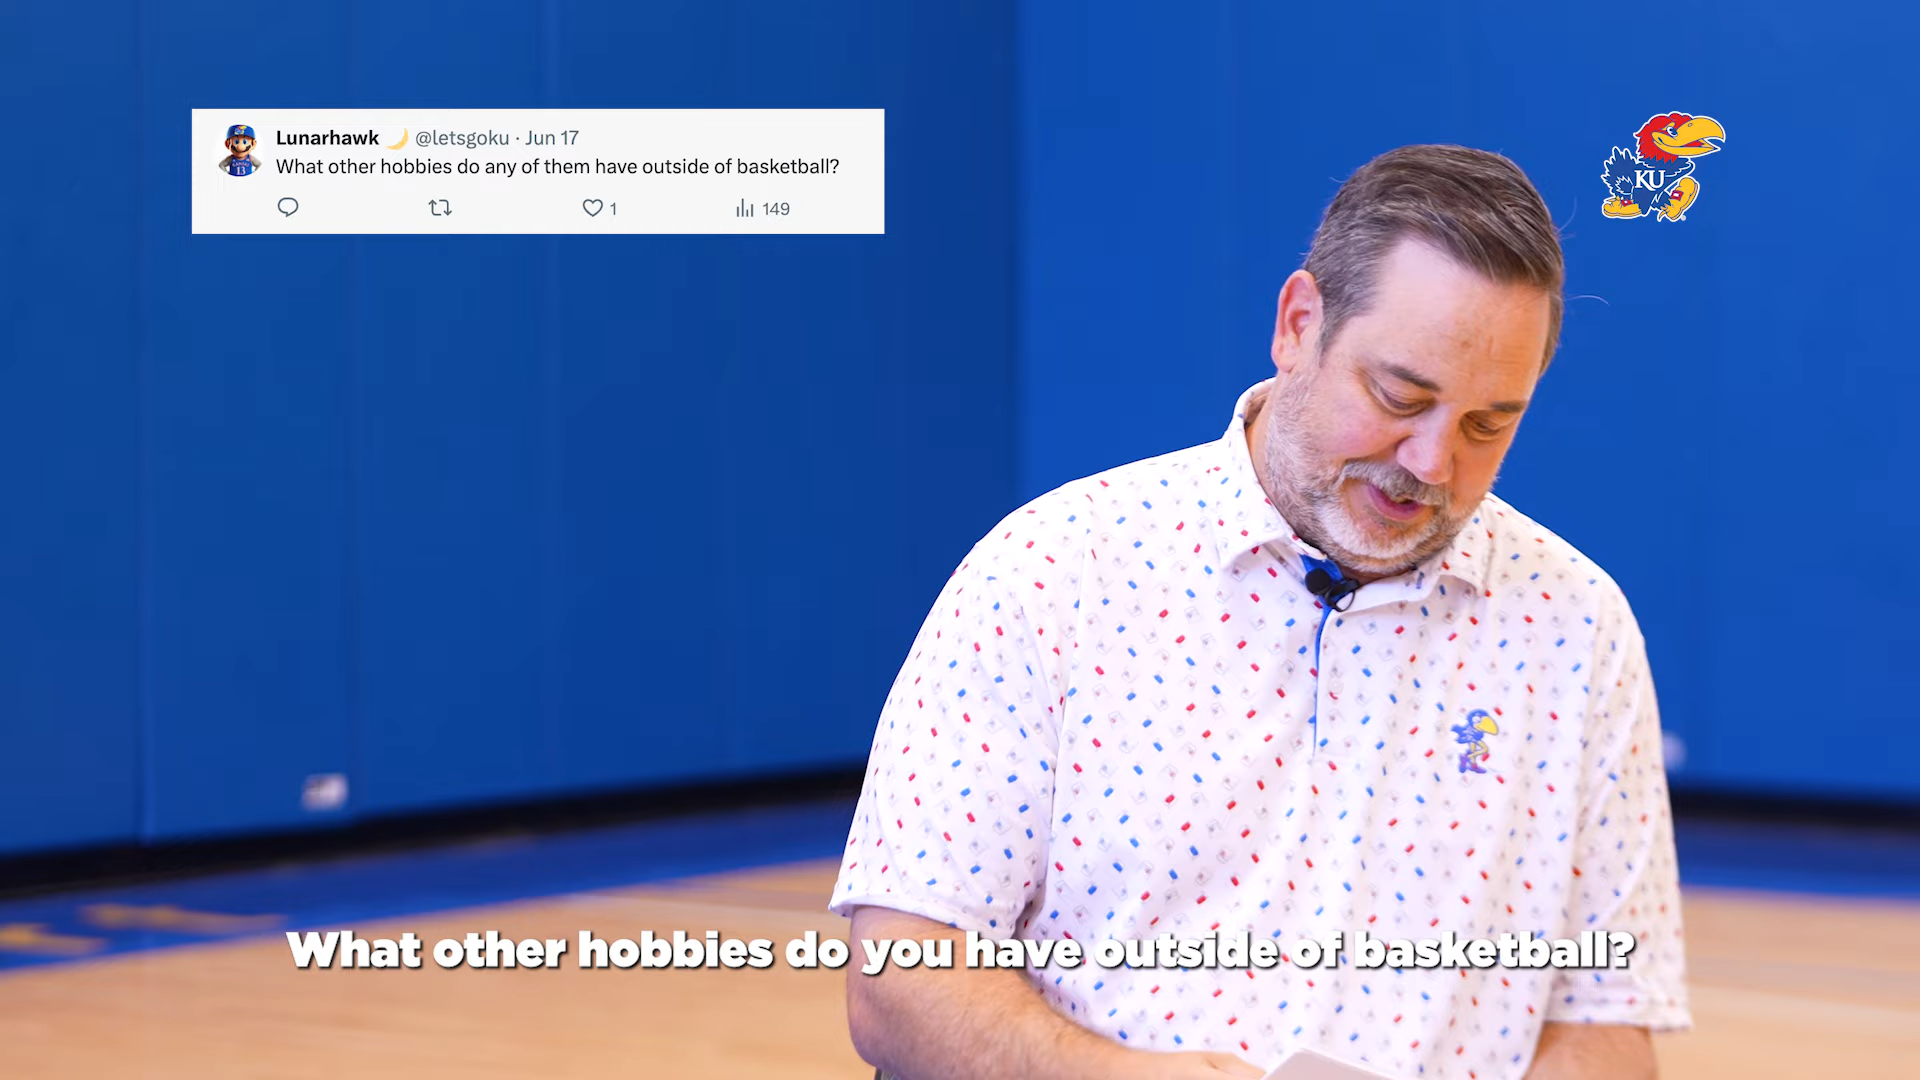 Lunarhawk 🌙 @letsgoku · Jun 17
What other hobbies do any of them have outside of basketball?
1
149
KU
What other hobbies do you have outside of basketball?